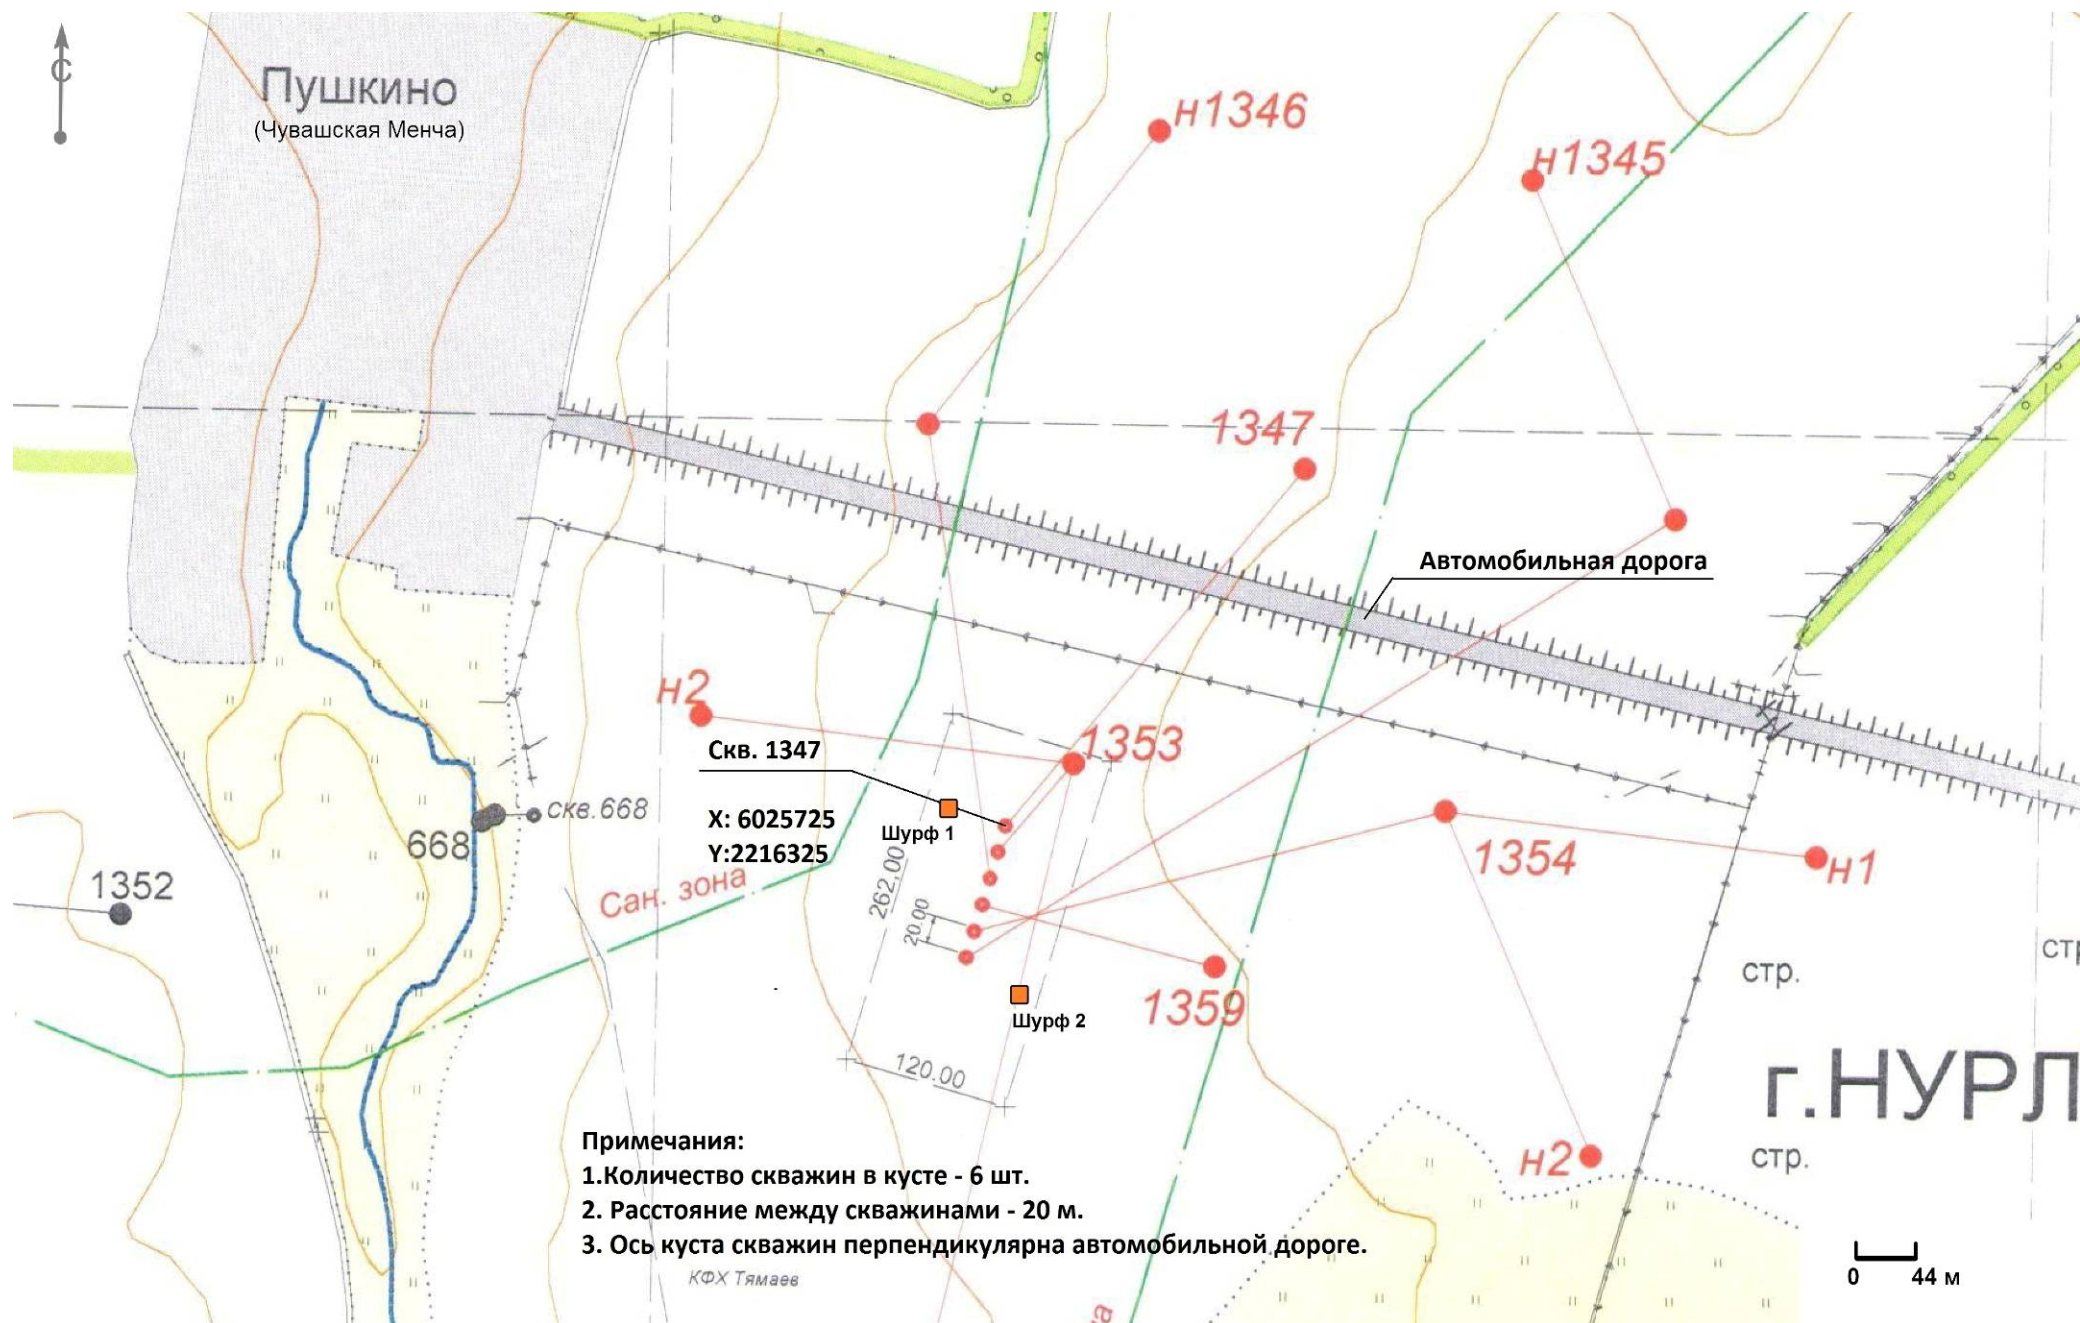 С
Пушкино
(Чувашская Менча)
н1346
н1345
1347
Автомобильная дорога
н2
1353
Скв. 1347
X: 6025725
Y:2216325
Шурф 1
скв.668
668
1352
Сан. зона
262,00
20.00
1354
н1
1359
Шурф 2
120.00
стр.
г.НУРЛ
стр.
н2
Примечания:
1.Количество скважин в кусте - 6 шт.
2. Расстояние между скважинами - 20 м.
3. Ось куста скважин перпендикулярна автомобильной дороге.
КФХ Тямаев
0 44 м